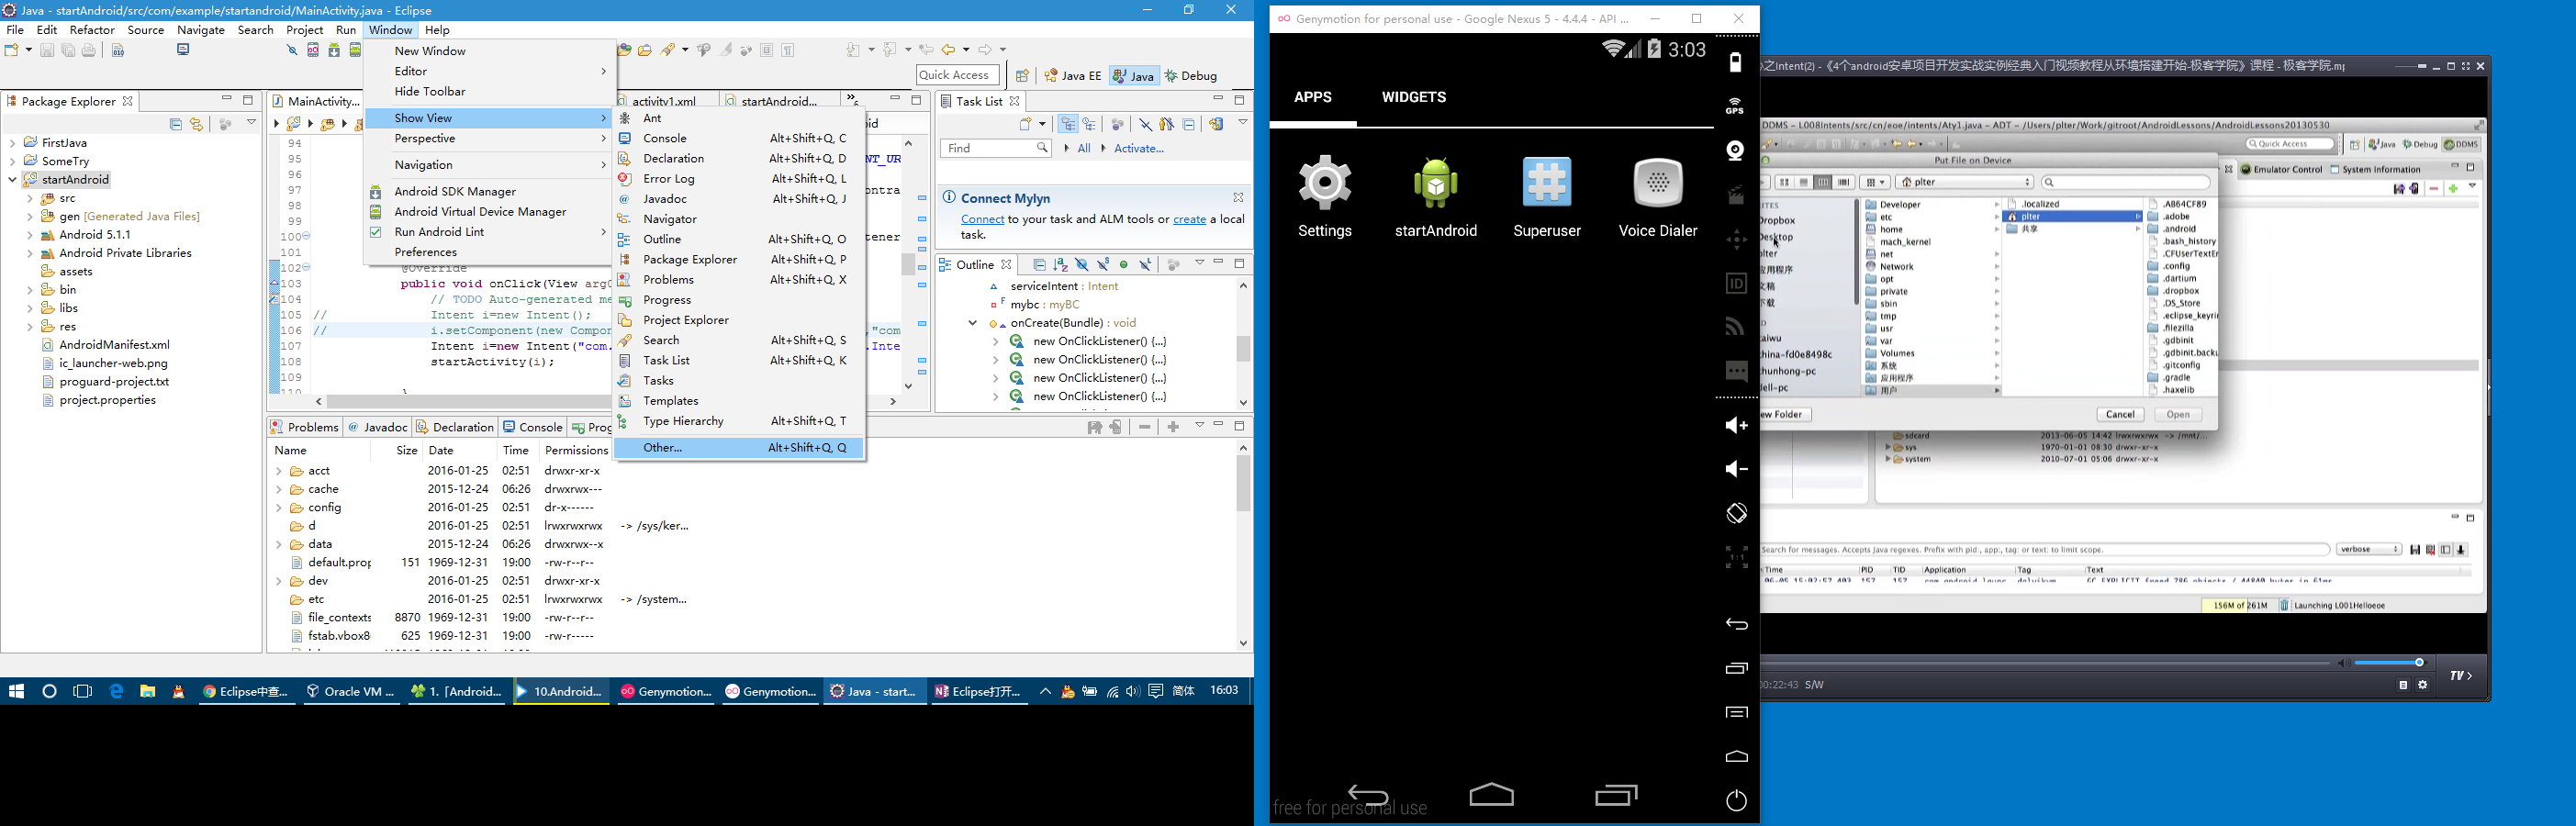 Java - startAndroid/src/com/example/startandroid/MainActivity.java - Eclipse
File Edit Refactor Source Navigate Search Project Run Window Help
Quick Access
Java EE Java Debug
New Window
Editor
Hide Toolbar
Show View
Perspective
Navigation
Android SDK Manager
Android Virtual Device Manager
Run Android Lint
Preferences
Ant
Console Alt+Shift+Q, C
Declaration Alt+Shift+Q, D
Error Log Alt+Shift+Q, L
Javadoc Alt+Shift+Q, J
Navigator
Outline Alt+Shift+Q, O
Package Explorer Alt+Shift+Q, P
Problems Alt+Shift+Q, X
Progress
Project Explorer
Search Alt+Shift+Q, S
Task List Alt+Shift+Q, K
Tasks
Templates
Type Hierarchy Alt+Shift+Q, T
Other... Alt+Shift+Q, Q
Package Explorer
FirstJava
SomeTry
startAndroid
src
gen [Generated Java Files]
Android 5.1.1
Android Private Libraries
assets
bin
libs
res
AndroidManifest.xml
ic_launcher-web.png
proguard-project.txt
project.properties
MainActivity... activity1.xml startAndroid...
94
95
96
97
98
99
100
101
102 @Override
103 public void onClick(View arg
104 // TODO Auto-generated me
105 // Intent i=new Intent();
106 // i.setComponent(new Compon ,"com
107 Intent i=new Intent("com. .Inte
108 startActivity(i);
109
Task List
Find All Activate...
Connect Mylyn
Connect to your task and ALM tools or create a local task.
Outline
serviceIntent : Intent
mybc : myBC
onCreate(Bundle) : void
new OnClickListener() {...}
new OnClickListener() {...}
new OnClickListener() {...}
new OnClickListener() {...}
Problems Javadoc Declaration Console Prog
Name Size Date Time Permissions
acct 2016-01-25 02:51 drwxr-xr-x
cache 2015-12-24 06:26 drwxrwx---
config 2016-01-25 02:51 dr-x------
d 2016-01-25 02:51 lrwxrwxrwx -> /sys/ker...
data 2015-12-24 06:26 drwxrwx--x
default.prop 151 1969-12-31 19:00 -rw-r--r--
dev 2016-01-25 02:51 drwxr-xr-x
etc 2016-01-25 02:51 lrwxrwxrwx -> /system...
file_contexts 8870 1969-12-31 19:00 -rw-r--r--
fstab.vbox8 625 1969-12-31 19:00 -rw-r-----
Eclipse中查... Oracle VM ... 1.「Android... 10.Android... Genymotion... Genymotion... Java - start... Eclipse打开... 简体 16:03
Genymotion for personal use - Google Nexus 5 - 4.4.4 - API ...
3:03
APPS WIDGETS
Settings startAndroid Superuser Voice Dialer
free for personal use
GPS
ID
1:1
之Intent(2) -《4个android安卓项目开发实战实例经典入门视频教程从环境搭建开始-极客学院》课程 - 极客学院.mp
DDMS - L008Intents/src/cn/eoe/intents/Aty1.java - ADT - /Users/plter/Work/gitroot/AndroidLessons/AndroidLessons20130530
Quick Access Java Debug DDMS
Put File on Device
Emulator Control System Information
plter
Dropbox
Desktop
plter
应用程序
文稿
下载
china-fd0e8498c
chunhong-pc
dell-pc
Developer
etc
home
mach_kernel
net
Network
opt
private
sbin
tmp
usr
var
Volumes
系统
应用程序
用户
.localized
plter
共享
.AB64CF89
.adobe
.android
.bash_history
.CFUserTextEn
.config
.dartium
.dropbox
.DS_Store
.eclipse_keyrin
.filezilla
.gdbinit
.gdbinit.backu
.gitconfig
.gradle
.haxelib
ew Folder Cancel Open
sdcard 2013-06-05 14:42 lrwxrwxrwx -> /mnt/...
sys 1970-01-01 08:30 drwxr-xr-x
system 2010-07-01 05:06 drwxr-xr-x
Search for messages. Accepts Java regexes. Prefix with pid:, app:, tag: or text: to limit scope. verbose
Time PID TID Application Tag Text
156M of 261M Launching L001Helloeoe
00:22:43 S/W
TV